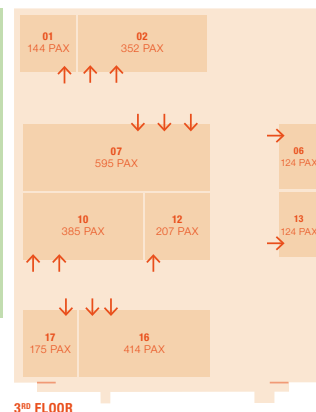 01
144 PAX
02
352 PAX
07
595 PAX
06
124 PAX
10
385 PAX
12
207 PAX
13
124 PAX
17
175 PAX
16
414 PAX
3RD FLOOR